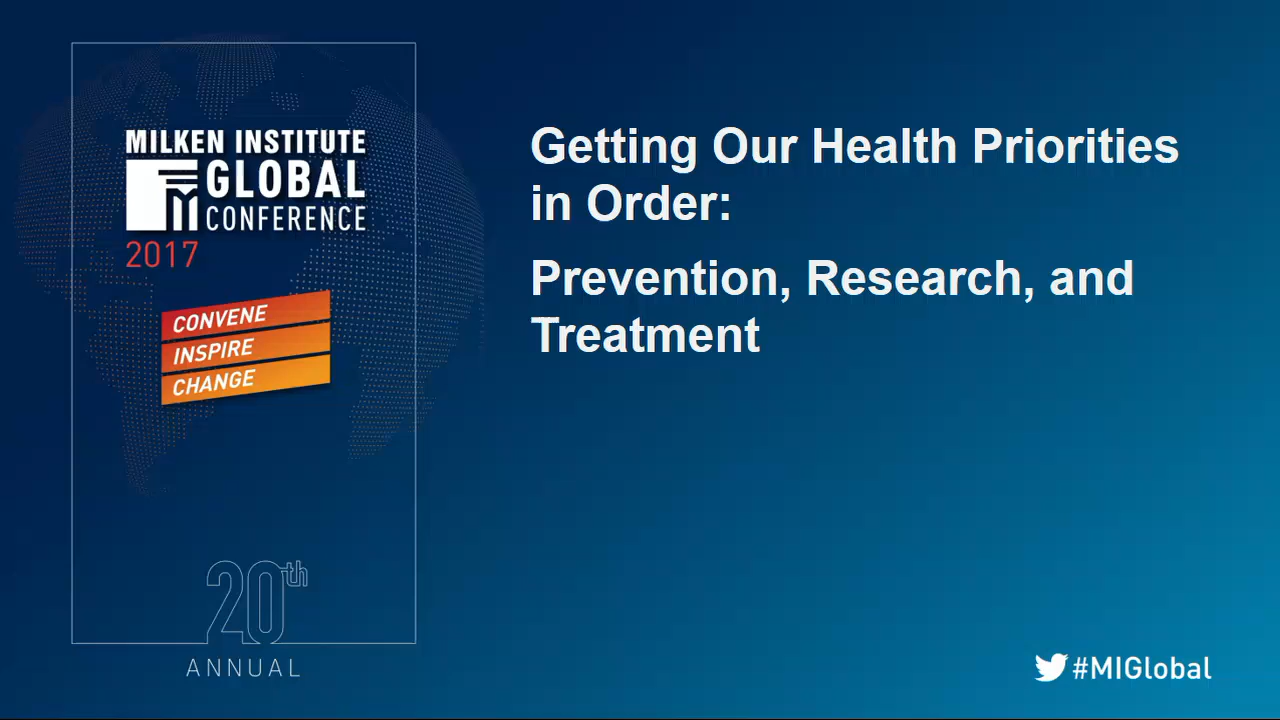 MILKEN INSTITUTE
GLOBAL
CONFERENCE
2017
CONVENE
INSPIRE
CHANGE
20th
ANNUAL
Getting Our Health Priorities
in Order:
Prevention, Research, and
Treatment
#MIGlobal